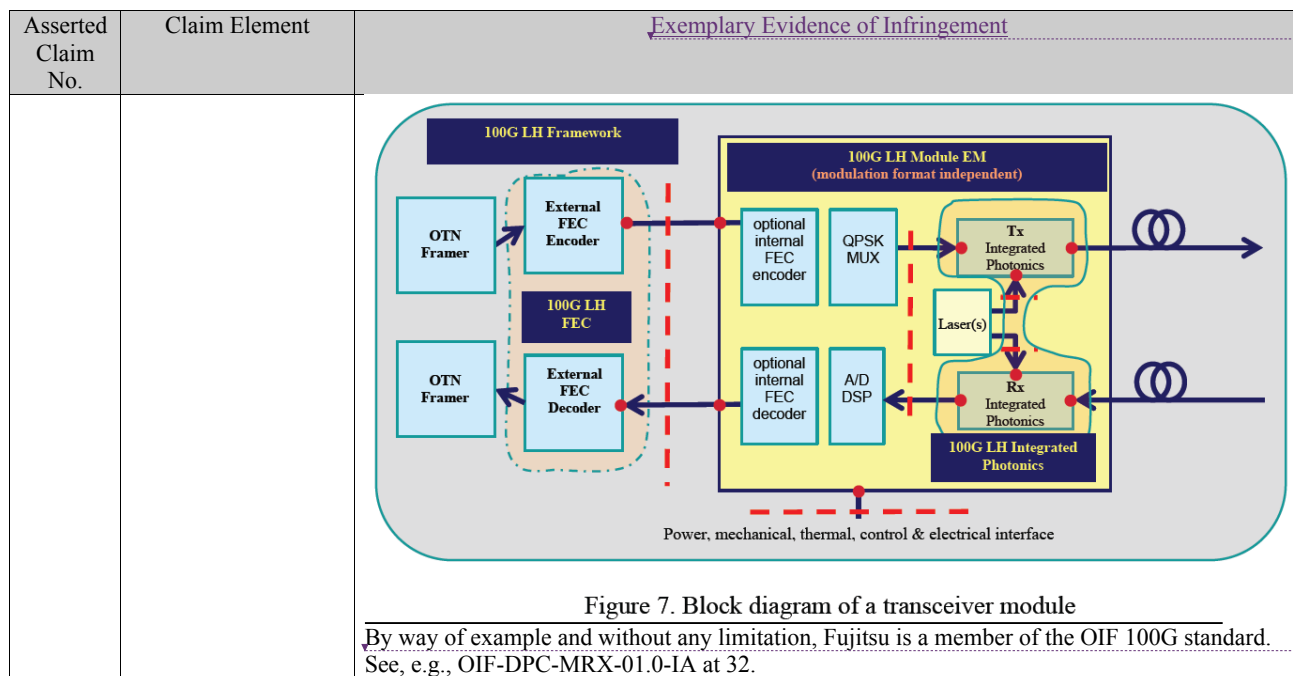 Asserted
Claim
No.
Claim Element
Exemplary Evidence of Infringement
100G LH Framework
100G LH Module EM
(modulation format independent)
OTN
Framer
External
FEC
Encoder
optional
internal
FEC
encoder
QPSK
MUX
Tx
Integrated
Photonics
100G LH
FEC
Laser(s)
OTN
Framer
External
FEC
Decoder
optional
internal
FEC
decoder
A/D
DSP
Rx
Integrated
Photonics
100G LH Integrated
Photonics
Power, mechanical, thermal, control & electrical interface
Figure 7. Block diagram of a transceiver module
By way of example and without any limitation, Fujitsu is a member of the OIF 100G standard.
See, e.g., OIF-DPC-MRX-01.0-IA at 32.